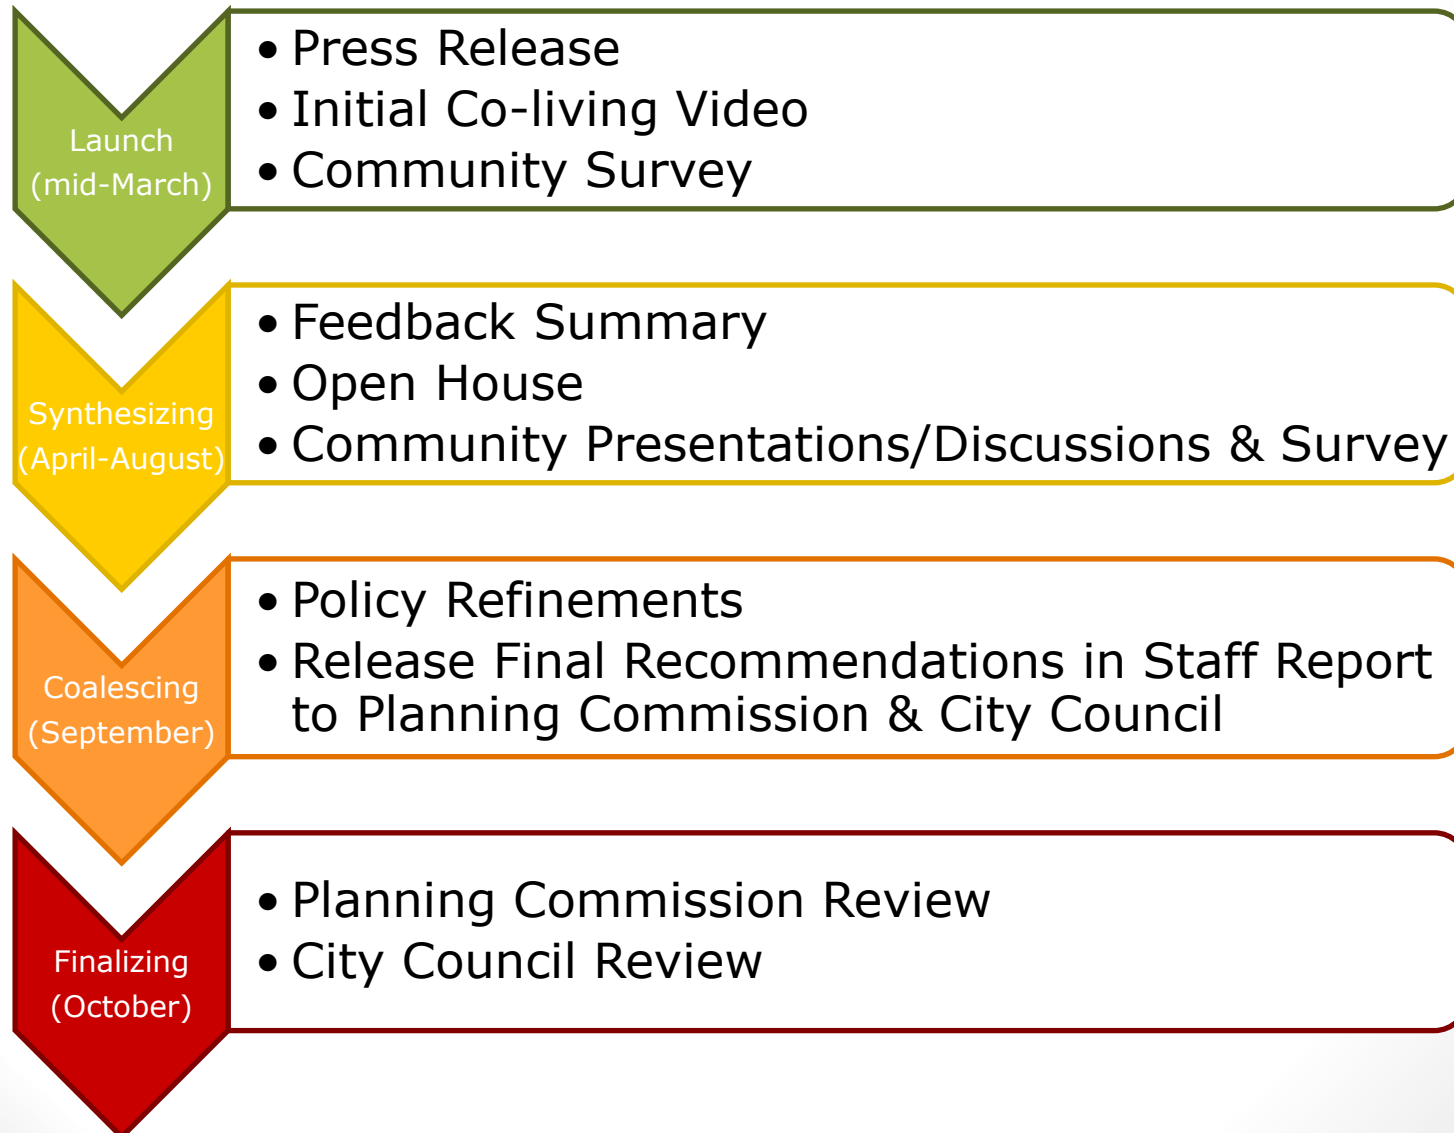 Launch
(mid-March)
• Press Release
• Initial Co-living Video
• Community Survey
Synthesizing
(April-August)
• Feedback Summary
• Open House
• Community Presentations/Discussions & Survey
Coalescing
(September)
• Policy Refinements
• Release Final Recommendations in Staff Report
to Planning Commission & City Council
Finalizing
(October)
• Planning Commission Review
• City Council Review